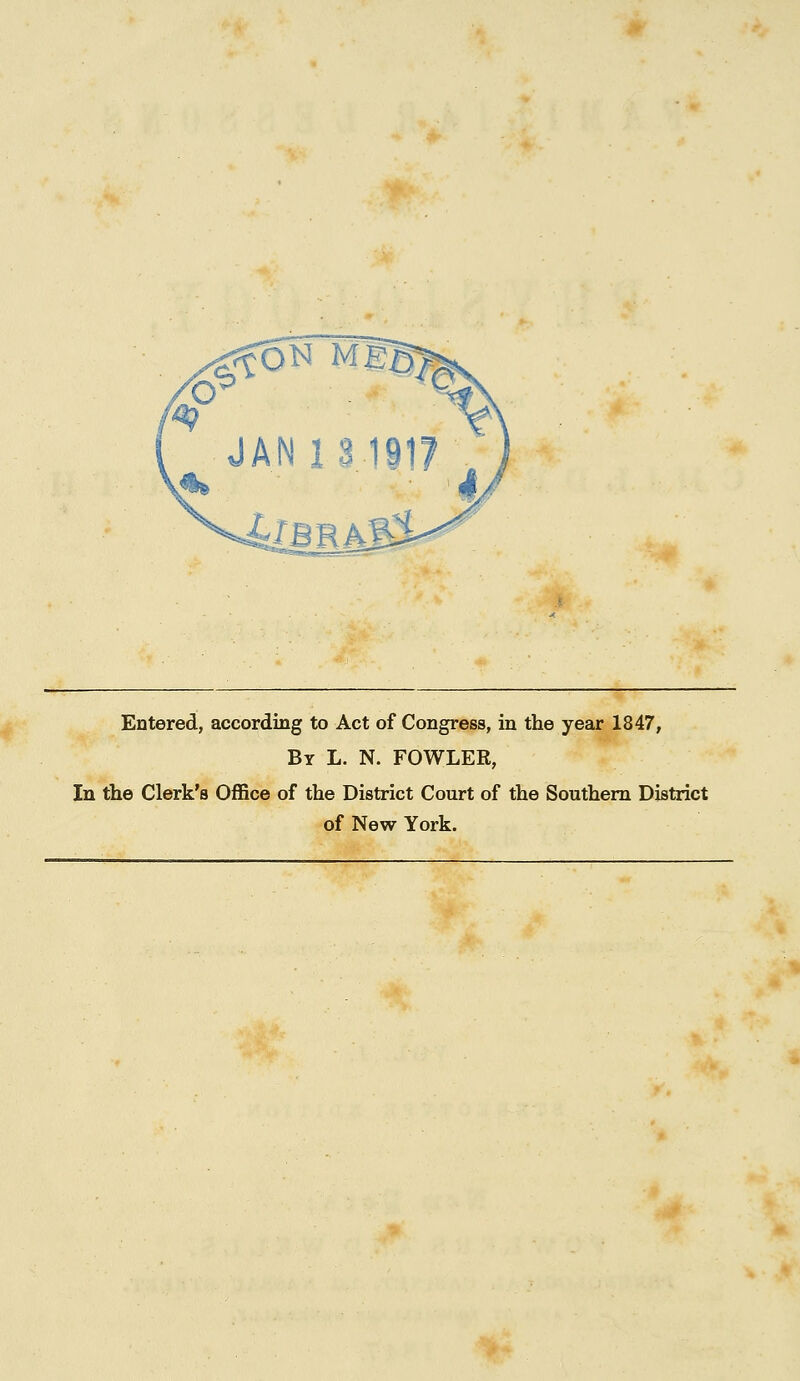 BOSTON MEDICAL
JAN 13 1917
LIBRARY
Entered, according to Act of Congress, in the year 1847,
By L. N. FOWLER,
In the Clerk's Office of the District Court of the Southern District
of New York.